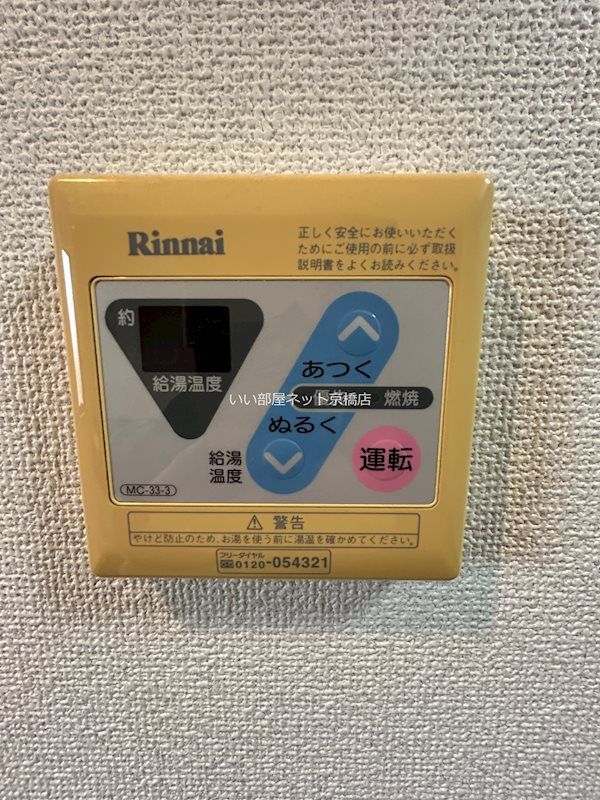 Rinnai
正しく安全にお使いいただく
ためにご使用の前に必ず取扱
説明書をよくお読みください。
約
給湯温度
あつく
燃焼
いい部屋ネット京橋店
ぬるく
給湯
温度
運転
MC-33-3
警告
やけど防止のため、お湯を使う前に湯温を確かめてください。
フリーダイヤル
0120-054321